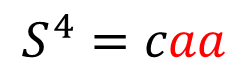 S⁴ = caa